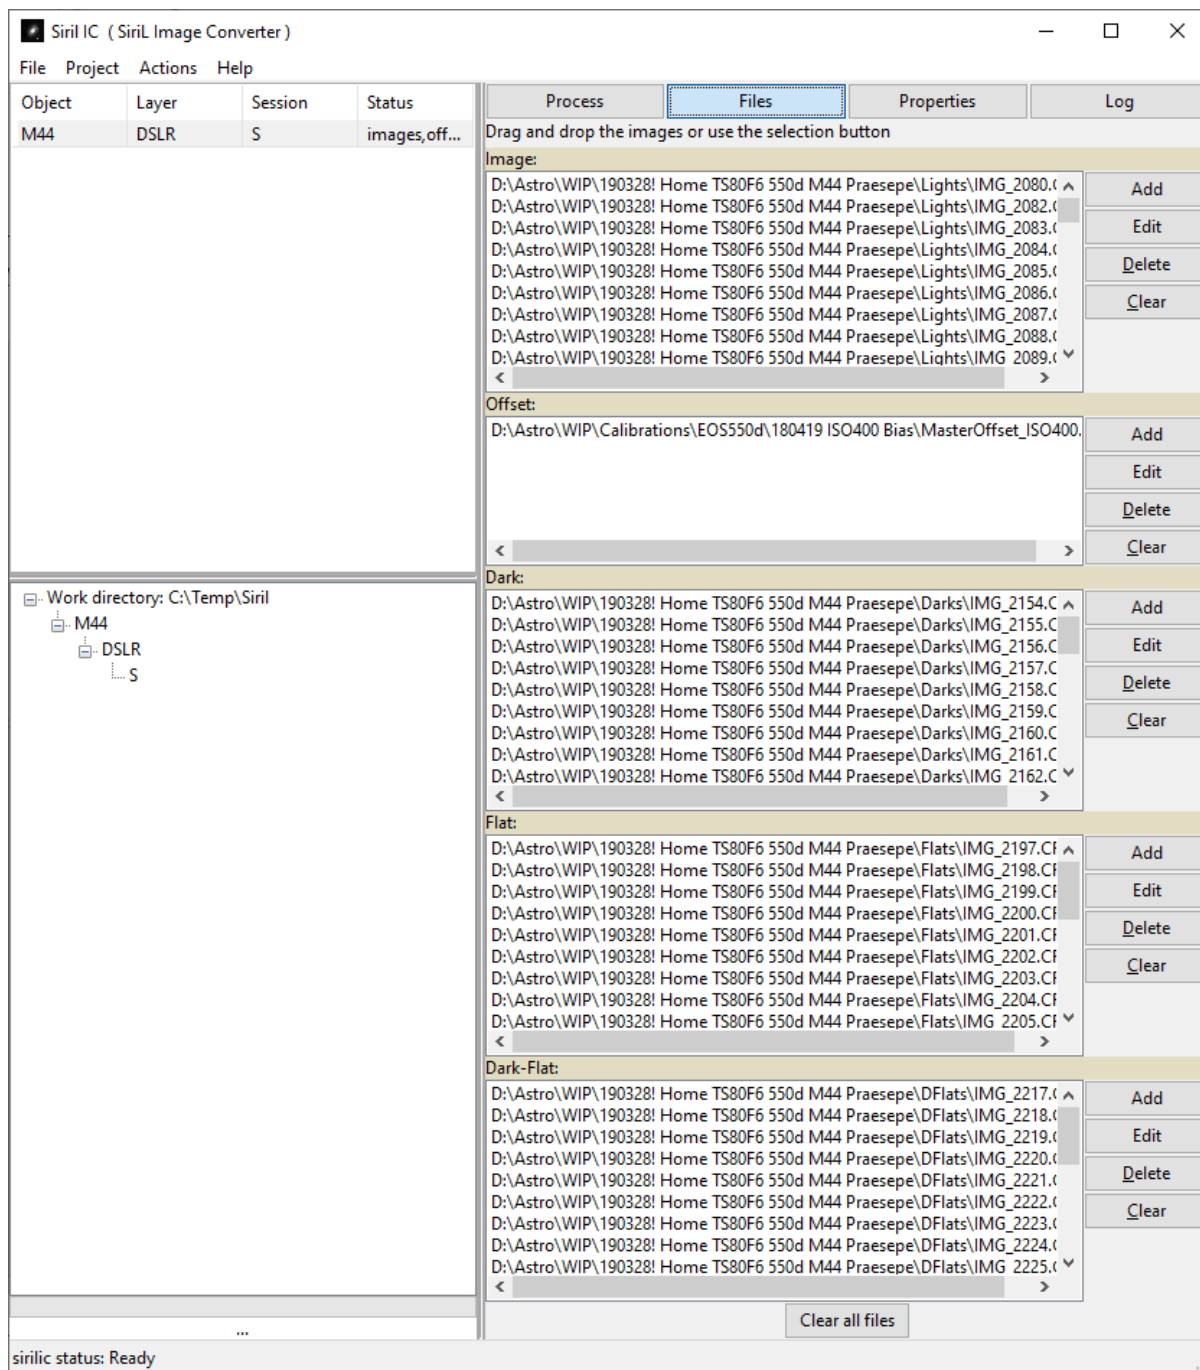 Siril IC ( SiriL Image Converter )
File Project Actions Help
Object Layer Session Status
M44 DSLR S images,off...
Work directory: C:\Temp\Siril
M44
DSLR
S
...
Process Files Properties Log
Drag and drop the images or use the selection button
Image:
D:\Astro\WIP\190328! Home TS80F6 550d M44 Praesepe\Lights\IMG_2080.
D:\Astro\WIP\190328! Home TS80F6 550d M44 Praesepe\Lights\IMG_2082.
D:\Astro\WIP\190328! Home TS80F6 550d M44 Praesepe\Lights\IMG_2083.
D:\Astro\WIP\190328! Home TS80F6 550d M44 Praesepe\Lights\IMG_2084.
D:\Astro\WIP\190328! Home TS80F6 550d M44 Praesepe\Lights\IMG_2085.
D:\Astro\WIP\190328! Home TS80F6 550d M44 Praesepe\Lights\IMG_2086.
D:\Astro\WIP\190328! Home TS80F6 550d M44 Praesepe\Lights\IMG_2087.
D:\Astro\WIP\190328! Home TS80F6 550d M44 Praesepe\Lights\IMG_2088.
D:\Astro\WIP\190328! Home TS80F6 550d M44 Praesepe\Lights\IMG_2089.
Add
Edit
Delete
Clear
Offset:
D:\Astro\WIP\Calibrations\EOS550d\180419 ISO400 Bias\MasterOffset_ISO400.
Add
Edit
Delete
Clear
Dark:
D:\Astro\WIP\190328! Home TS80F6 550d M44 Praesepe\Darks\IMG_2154.C
D:\Astro\WIP\190328! Home TS80F6 550d M44 Praesepe\Darks\IMG_2155.C
D:\Astro\WIP\190328! Home TS80F6 550d M44 Praesepe\Darks\IMG_2156.C
D:\Astro\WIP\190328! Home TS80F6 550d M44 Praesepe\Darks\IMG_2157.C
D:\Astro\WIP\190328! Home TS80F6 550d M44 Praesepe\Darks\IMG_2158.C
D:\Astro\WIP\190328! Home TS80F6 550d M44 Praesepe\Darks\IMG_2159.C
D:\Astro\WIP\190328! Home TS80F6 550d M44 Praesepe\Darks\IMG_2160.C
D:\Astro\WIP\190328! Home TS80F6 550d M44 Praesepe\Darks\IMG_2161.C
D:\Astro\WIP\190328! Home TS80F6 550d M44 Praesepe\Darks\IMG_2162.C
Add
Edit
Delete
Clear
Flat:
D:\Astro\WIP\190328! Home TS80F6 550d M44 Praesepe\Flats\IMG_2197.CR
D:\Astro\WIP\190328! Home TS80F6 550d M44 Praesepe\Flats\IMG_2198.CR
D:\Astro\WIP\190328! Home TS80F6 550d M44 Praesepe\Flats\IMG_2199.CR
D:\Astro\WIP\190328! Home TS80F6 550d M44 Praesepe\Flats\IMG_2200.CR
D:\Astro\WIP\190328! Home TS80F6 550d M44 Praesepe\Flats\IMG_2201.CR
D:\Astro\WIP\190328! Home TS80F6 550d M44 Praesepe\Flats\IMG_2202.CR
D:\Astro\WIP\190328! Home TS80F6 550d M44 Praesepe\Flats\IMG_2203.CR
D:\Astro\WIP\190328! Home TS80F6 550d M44 Praesepe\Flats\IMG_2204.CR
D:\Astro\WIP\190328! Home TS80F6 550d M44 Praesepe\Flats\IMG_2205.CR
Add
Edit
Delete
Clear
Dark-Flat:
D:\Astro\WIP\190328! Home TS80F6 550d M44 Praesepe\DFlats\IMG_2217.
D:\Astro\WIP\190328! Home TS80F6 550d M44 Praesepe\DFlats\IMG_2218.
D:\Astro\WIP\190328! Home TS80F6 550d M44 Praesepe\DFlats\IMG_2219.
D:\Astro\WIP\190328! Home TS80F6 550d M44 Praesepe\DFlats\IMG_2220.
D:\Astro\WIP\190328! Home TS80F6 550d M44 Praesepe\DFlats\IMG_2221.
D:\Astro\WIP\190328! Home TS80F6 550d M44 Praesepe\DFlats\IMG_2222.
D:\Astro\WIP\190328! Home TS80F6 550d M44 Praesepe\DFlats\IMG_2223.
D:\Astro\WIP\190328! Home TS80F6 550d M44 Praesepe\DFlats\IMG_2224.
D:\Astro\WIP\190328! Home TS80F6 550d M44 Praesepe\DFlats\IMG_2225.
Add
Edit
Delete
Clear
Clear all files
sirilic status: Ready